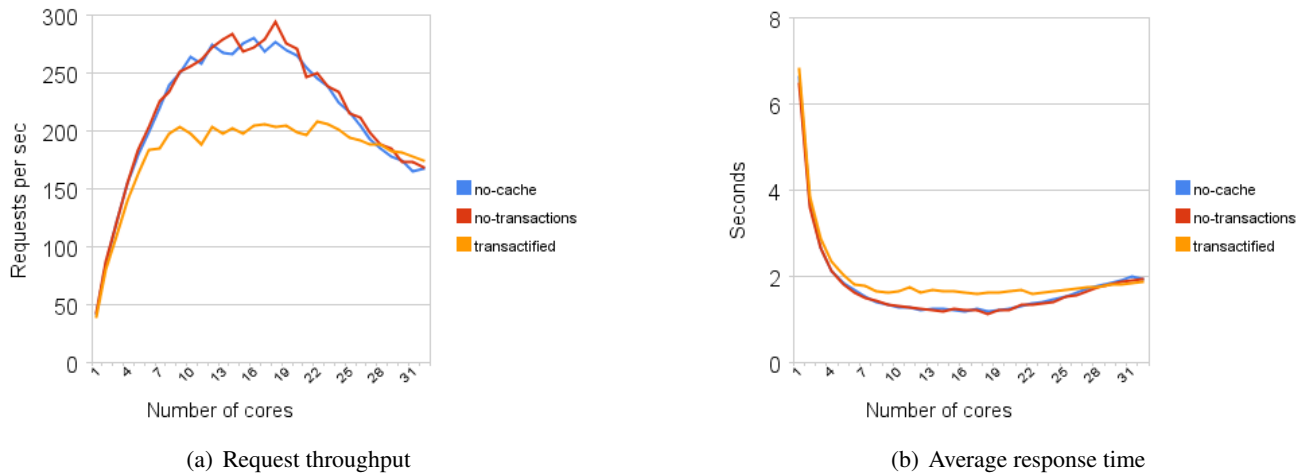 300
250
200
150
100
50
0
Requests per sec
1 4 7 10 13 16 19 22 25 28 31
Number of cores
no-cache
no-transactions
transactified
(a) Request throughput
8
6
4
2
0
Seconds
1 4 7 10 13 16 19 22 25 28 31
Number of cores
no-cache
no-transactions
transactified
(b) Average response time